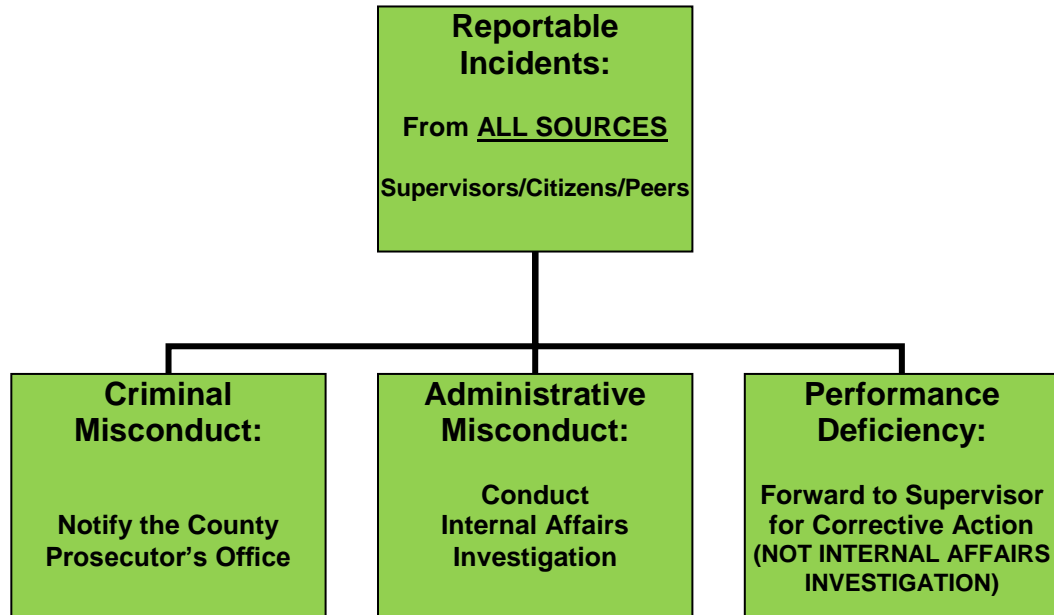 Reportable
Incidents:
From ALL SOURCES
Supervisors/Citizens/Peers
Criminal
Misconduct:
Notify the County
Prosecutor’s Office
Administrative
Misconduct:
Conduct
Internal Affairs
Investigation
Performance
Deficiency:
Forward to Supervisor
for Corrective Action
(NOT INTERNAL AFFAIRS
INVESTIGATION)